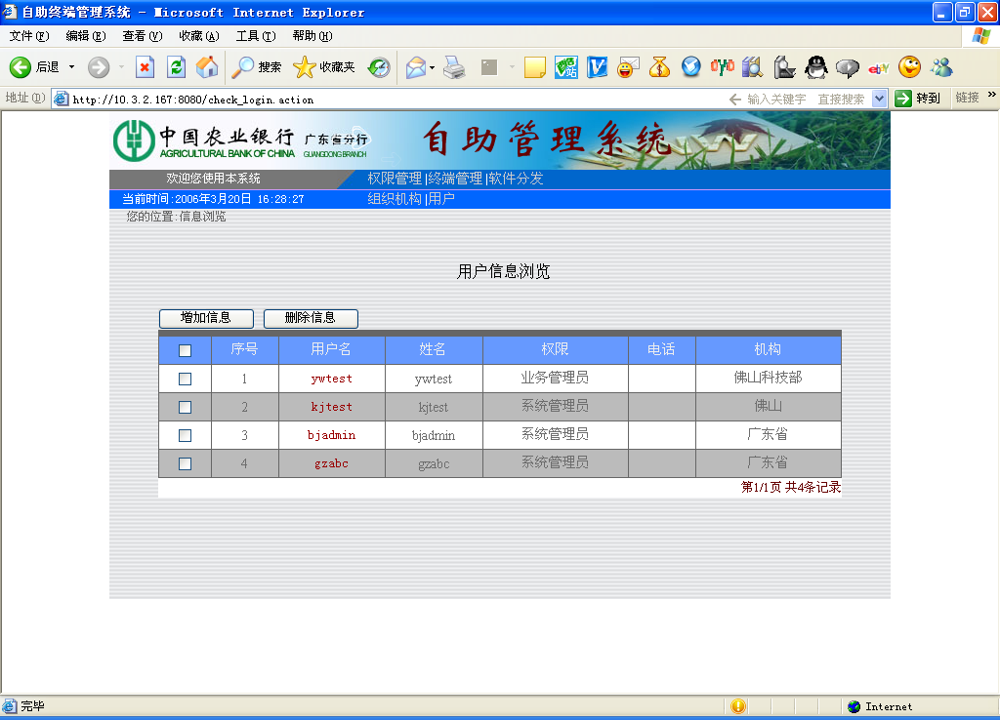 自助终端管理系统 - Microsoft Internet Explorer
文件(F) 编辑(E) 查看(V) 收藏(A) 工具(T) 帮助(H)
后退 搜索 收藏夹
地址(D) http://10.3.2.167:8080/check_login.action 输入关键字 直接搜索 转到 链接 »
中国农业银行 广东省分行 自助管理系统
AGRICULTURAL BANK OF CHINA GUANGDONG BRANCH
欢迎您使用本系统 权限管理|终端管理|软件分发
当前时间:2006年3月20日 16:28:27 组织机构|用户
您的位置:信息浏览
用户信息浏览
增加信息 删除信息
序号 用户名 姓名 权限 电话 机构
1 ywtest ywtest 业务管理员 佛山科技部
2 kjtest kjtest 系统管理员 佛山
3 bjadmin bjadmin 系统管理员 广东省
4 gzabc gzabc 系统管理员 广东省
第1/1页 共4条记录
完毕 Internet